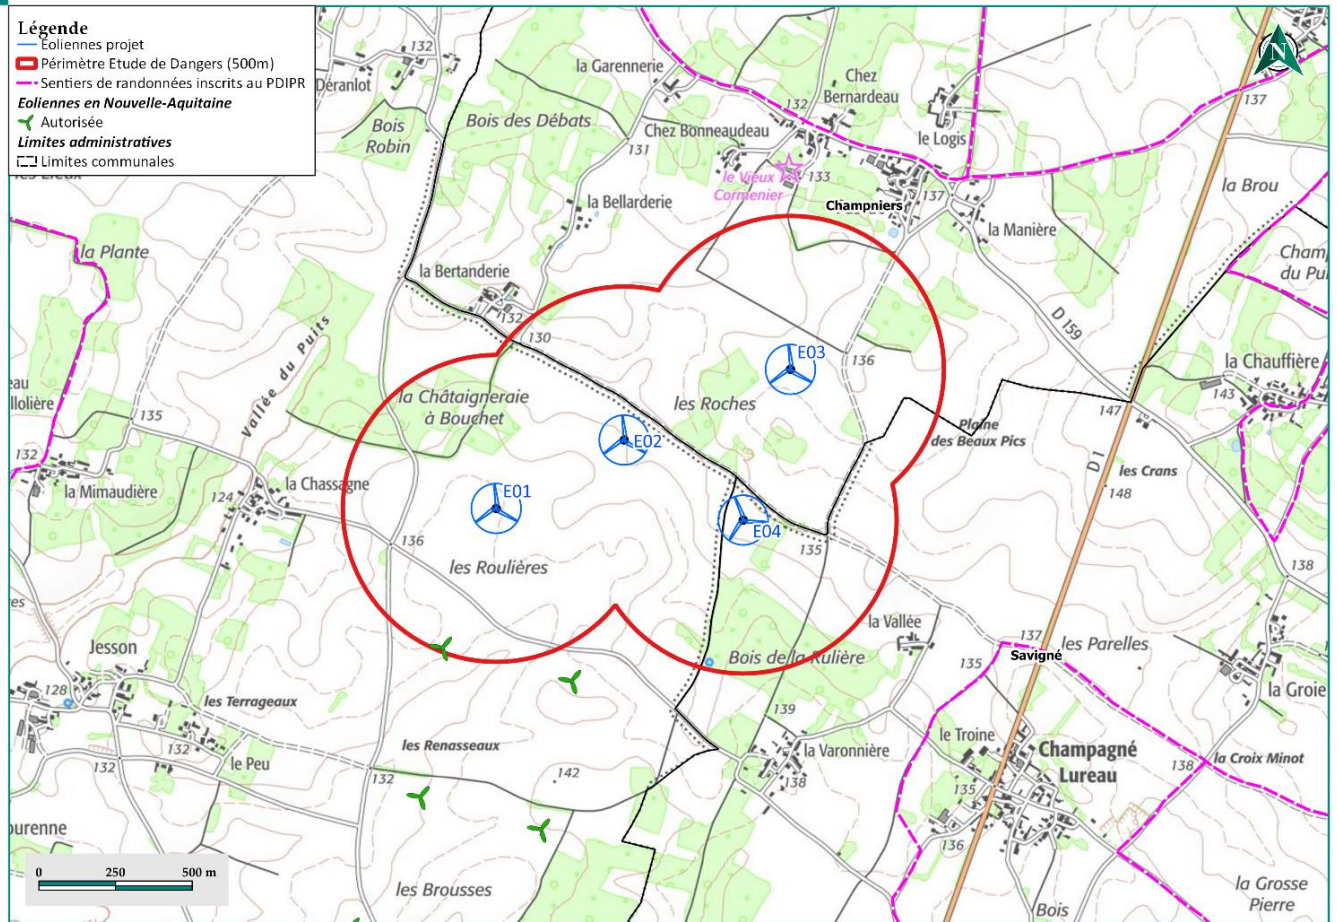 Légende
Eoliennes projet
Périmètre Etude de Dangers (500m)
Sentiers de randonnées inscrits au PDIPR
Eoliennes en Nouvelle-Aquitaine
Autorisée
Limites administratives
Limites communales
N
132
Déranlot
la Garennerie
Chez
Bernardeau
137
Bois
Robin
Bois des Débats
132
Chez Bonneaudeau
le Logis
131
le Vieux
Cormenier
133
Champniers
137
la Brou
la Bellarderie
la Manière
la Plante
la Bertanderie
132
130
D 159
Vallée du Puits
E03
136
la Chauffière
143
la Châtaigneraie
à Bouchet
les Roches
147
135
E02
Plaine
des Beaux Pics
D 1
les Crans
132
la Mimaudière
la Chassagne
124
E01
148
E04
136
135
les Roulières
138
la Vallée
137
les Parelles
Jesson
Bois de la Rulière
Savigné
135
128
les Terrageaux
139
la Groie
132
les Renasseaux
la Varonnière
le Troine
Champagné
Lureau
la Croix Minot
le Peu
132
132
142
138
138
135
136
0 250 500 m
les Brousses
la Grosse
Pierre
Bois